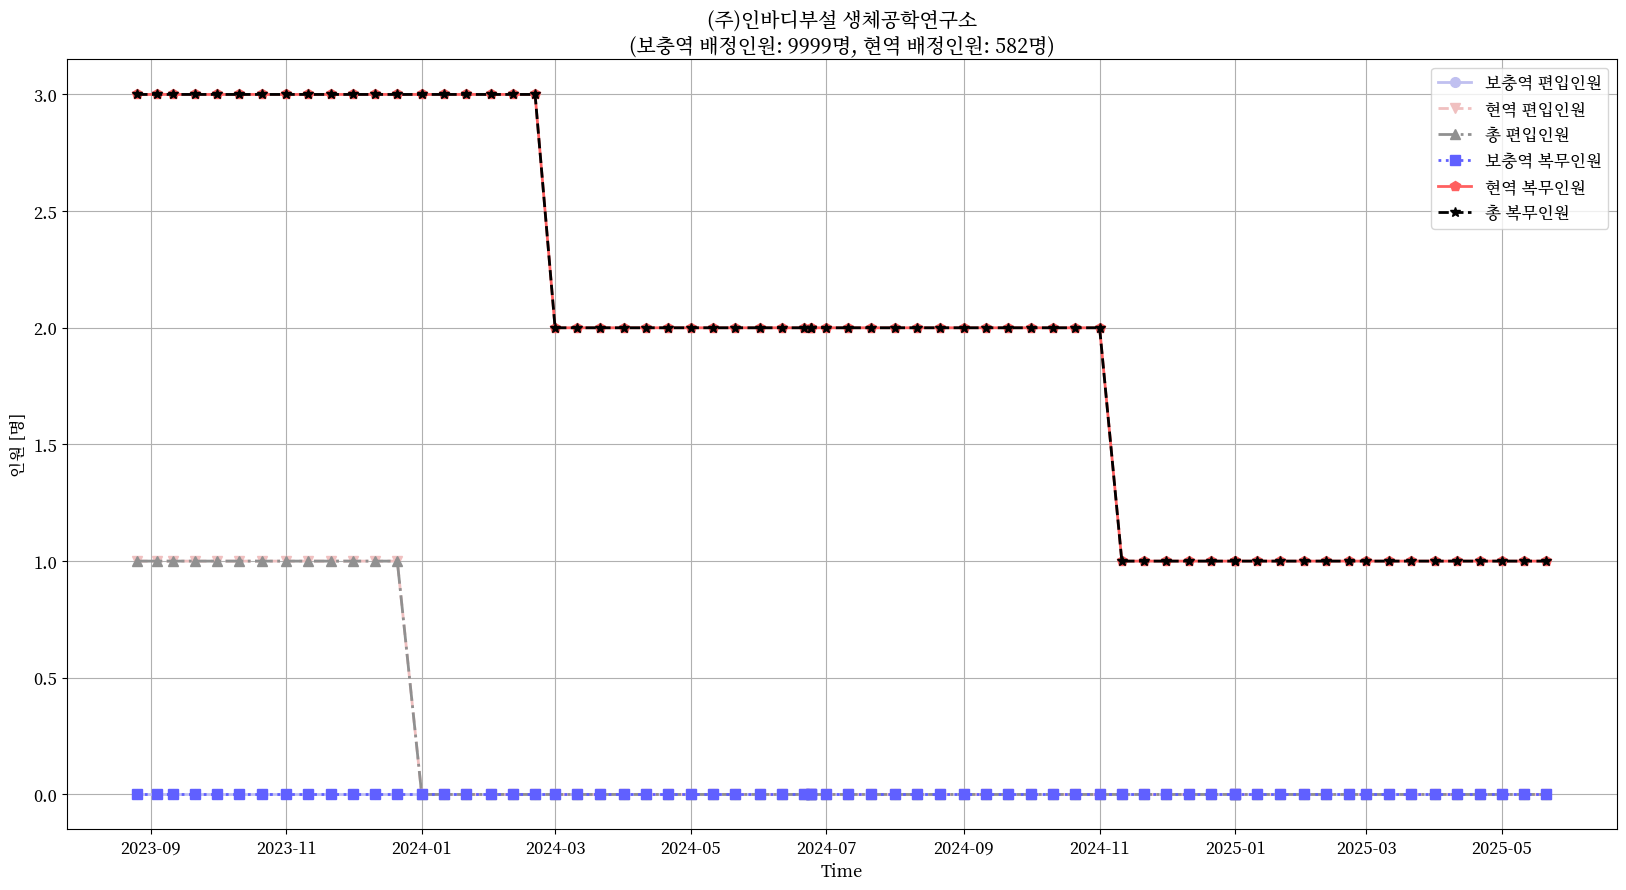 (주)인바디부설 생체공학연구소
(보충역 배정인원: 9999명, 현역 배정인원: 582명)
보충역 편입인원
현역 편입인원
총 편입인원
보충역 복무인원
현역 복무인원
총 복무인원
인원 [명]
3.0
2.5
2.0
1.5
1.0
0.5
0.0
2023-09 2023-11 2024-01 2024-03 2024-05 2024-07 2024-09 2024-11 2025-01 2025-03 2025-05
Time